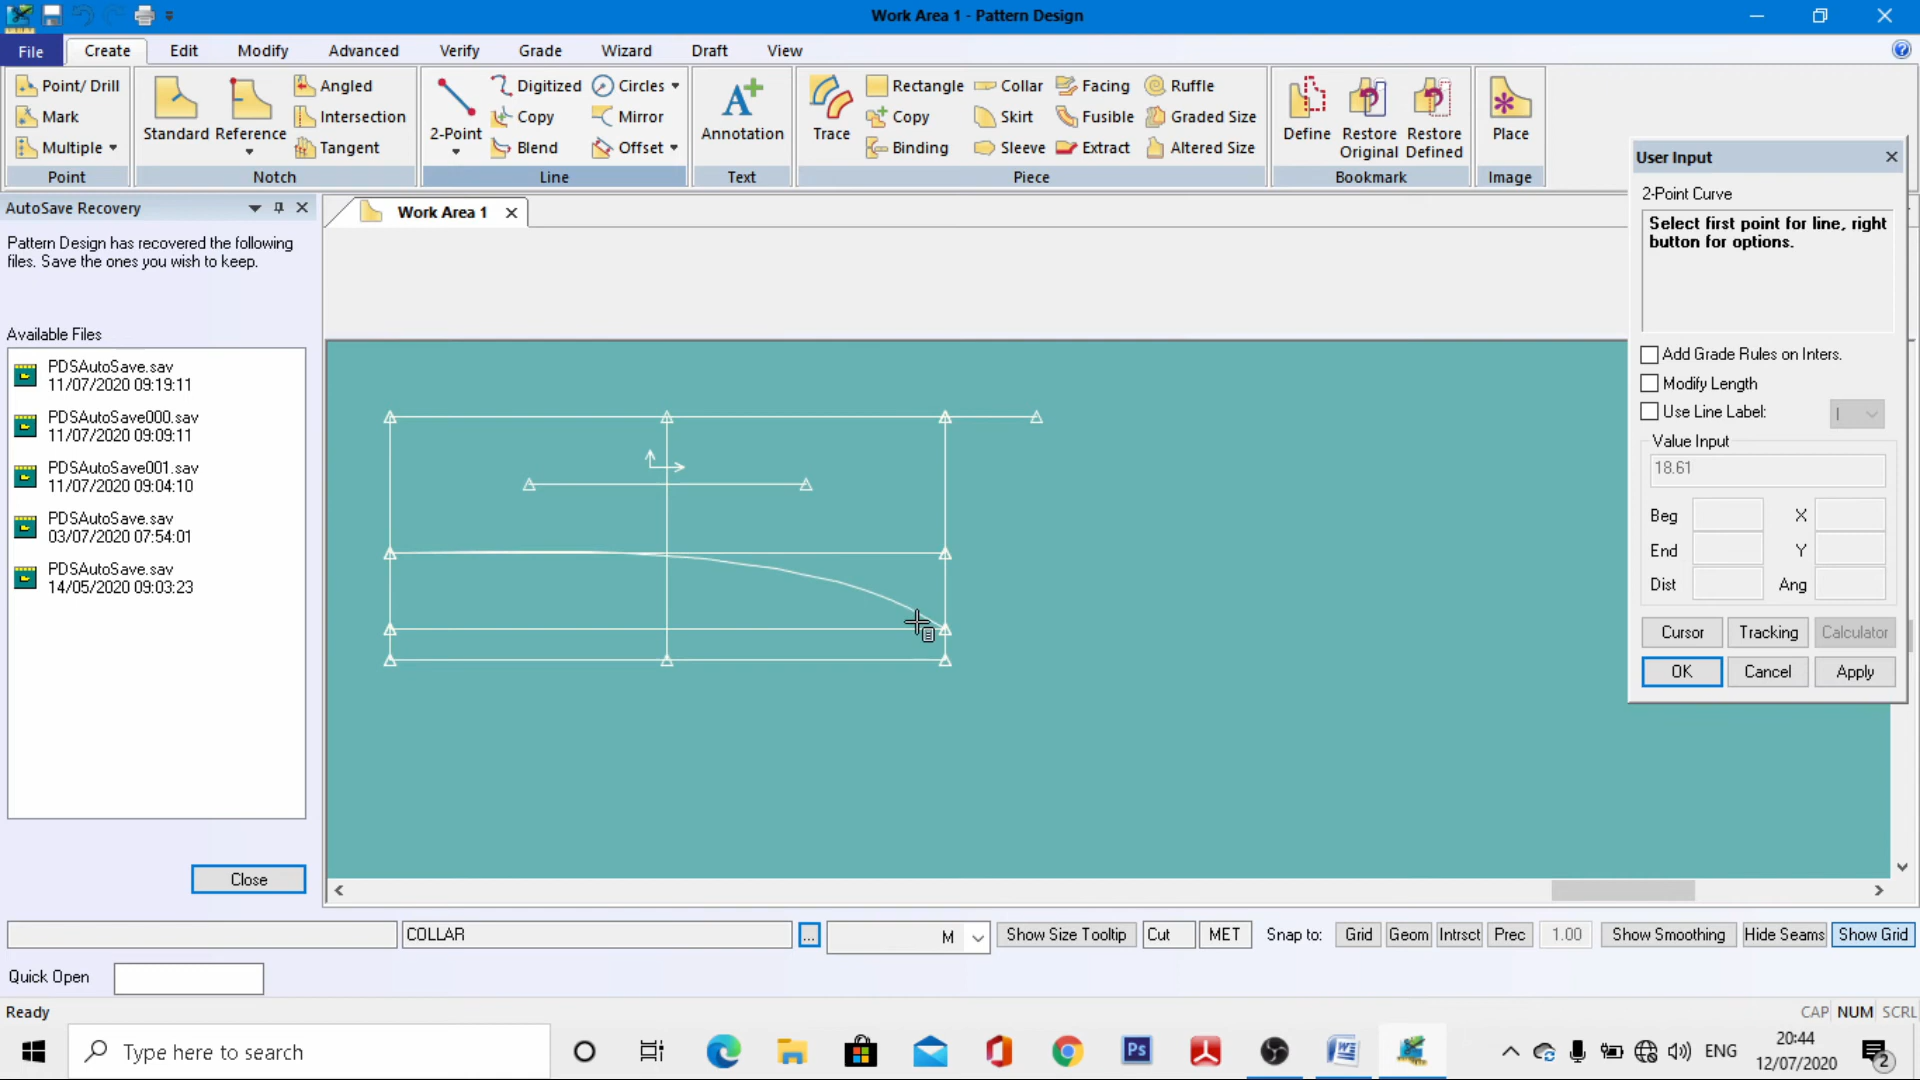 Work Area 1 - Pattern Design
File Create Edit Modify Advanced Verify Grade Wizard Draft View
Point/ Drill
Mark
Multiple
Point
Standard
Reference
Angled
Intersection
Tangent
Notch
2-Point
Digitized
Copy
Blend
Circles
Mirror
Offset
Line
Annotation
Text
Trace
Rectangle
Copy
Binding
Collar
Skirt
Sleeve
Facing
Fusible
Extract
Ruffle
Graded Size
Altered Size
Piece
Define
Restore
Original
Restore
Defined
Bookmark
Place
Image
AutoSave Recovery
Pattern Design has recovered the following
files. Save the ones you wish to keep.
Available Files
PDSAutoSave.sav
11/07/2020 09:19:11
PDSAutoSave000.sav
11/07/2020 09:09:11
PDSAutoSave001.sav
11/07/2020 09:04:10
PDSAutoSave.sav
03/07/2020 07:54:01
PDSAutoSave.sav
14/05/2020 09:03:23
Close
Work Area 1
User Input
2-Point Curve
Select first point for line, right
button for options.
Add Grade Rules on Inters.
Modify Length
Use Line Label:
Value Input
18.61
Beg X
End Y
Dist Ang
Cursor Tracking Calculator
OK Cancel Apply
COLLAR ... M Show Size Tooltip Cut MET Snap to: Grid Geom Intrsct Prec 1.00 Show Smoothing Hide Seams Show Grid
Quick Open
Ready CAP NUM SCRL
Type here to search
Ps
ENG
20:44
12/07/2020
2